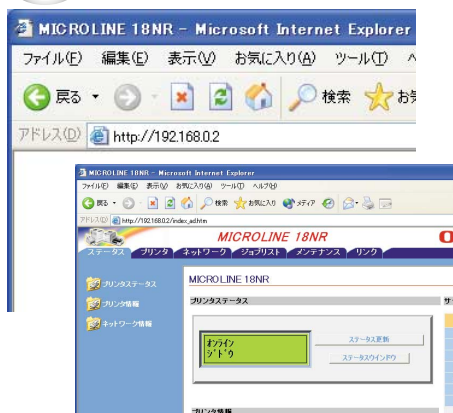 MICROLINE 18NR - Microsoft Internet Explorer
ファイル(F) 編集(E) 表示(V) お気に入り(A) ツール(T)
戻る 検索
アドレス(D) http://192.168.0.2
MICROLINE 18NR - Microsoft Internet Explorer
ファイル(F) 編集(E) 表示(V) お気に入り(A) ツール(T) ヘルプ(H)
戻る 検索 お気に入り メディア
アドレス(D) http://192.168.0.2/index_ad.htm
MICROLINE 18NR
ステータス プリンタ ネットワーク ジョブリスト メンテナンス リンク
プリンタステータス
プリンタ情報
ネットワーク情報
MICROLINE 18NR
プリンタステータス
オンライン
ジドウ
ステータス更新
ステータスウインドウ
プリンタ情報